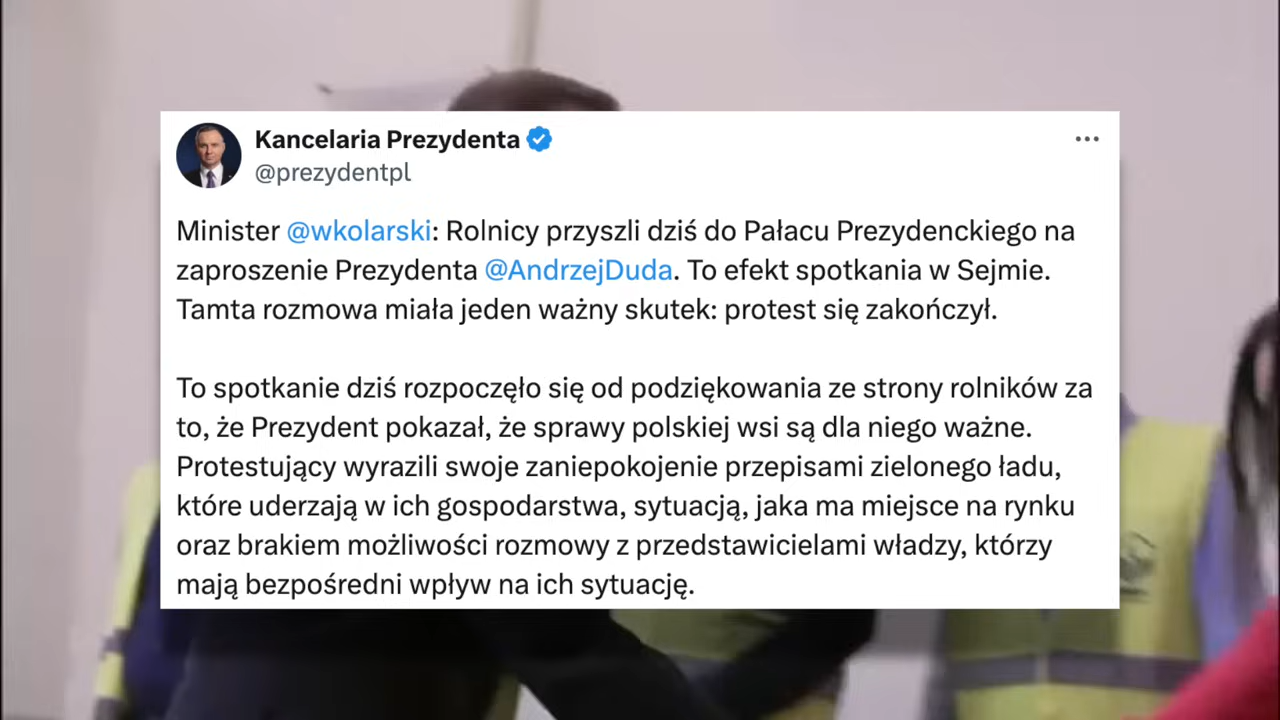 Kancelaria Prezydenta
@prezydentpl
Minister @wkolarski: Rolnicy przyszli dziś do Pałacu Prezydenckiego na
zaproszenie Prezydenta @AndrzejDuda. To efekt spotkania w Sejmie.
Tamta rozmowa miała jeden ważny skutek: protest się zakończył.
To spotkanie dziś rozpoczęło się od podziękowania ze strony rolników za
to, że Prezydent pokazał, że sprawy polskiej wsi są dla niego ważne.
Protestujący wyrazili swoje zaniepokojenie przepisami zielonego ładu,
które uderzają w ich gospodarstwa, sytuacją, jaka ma miejsce na rynku
oraz brakiem możliwości rozmowy z przedstawicielami władzy, którzy
mają bezpośredni wpływ na ich sytuację.